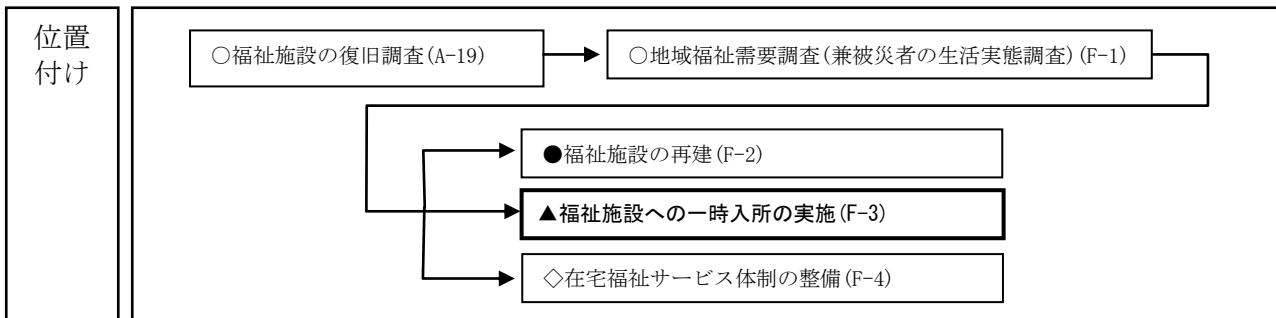 位置
付け
○福祉施設の復旧調査(A-19)
○地域福祉需要調査(兼被災者の生活実態調査)(F-1)
●福祉施設の再建(F-2)
▲福祉施設への一時入所の実施(F-3)
◇在宅福祉サービス体制の整備(F-4)